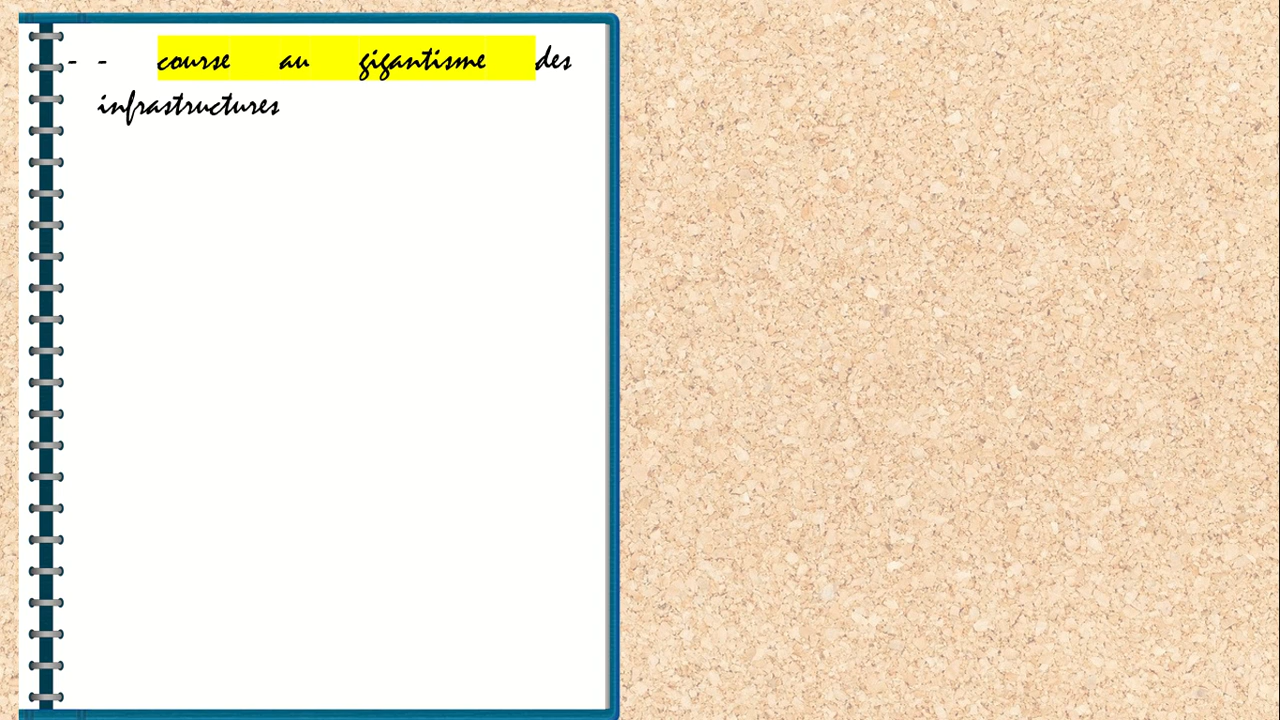 - - course au gigantisme des
infrastructures